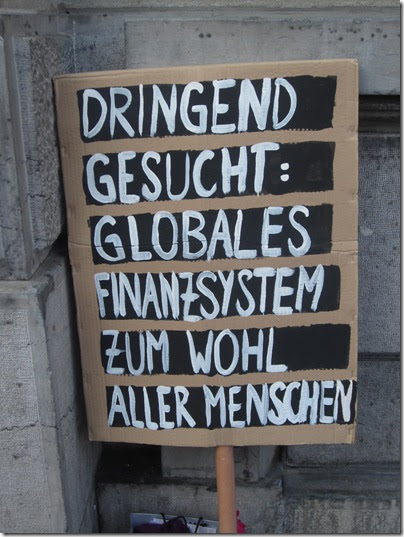 DRINGEND
GESUCHT:
GLOBALES
FINANZSYSTEM
ZUM WOHL
ALLER MENSCHEN